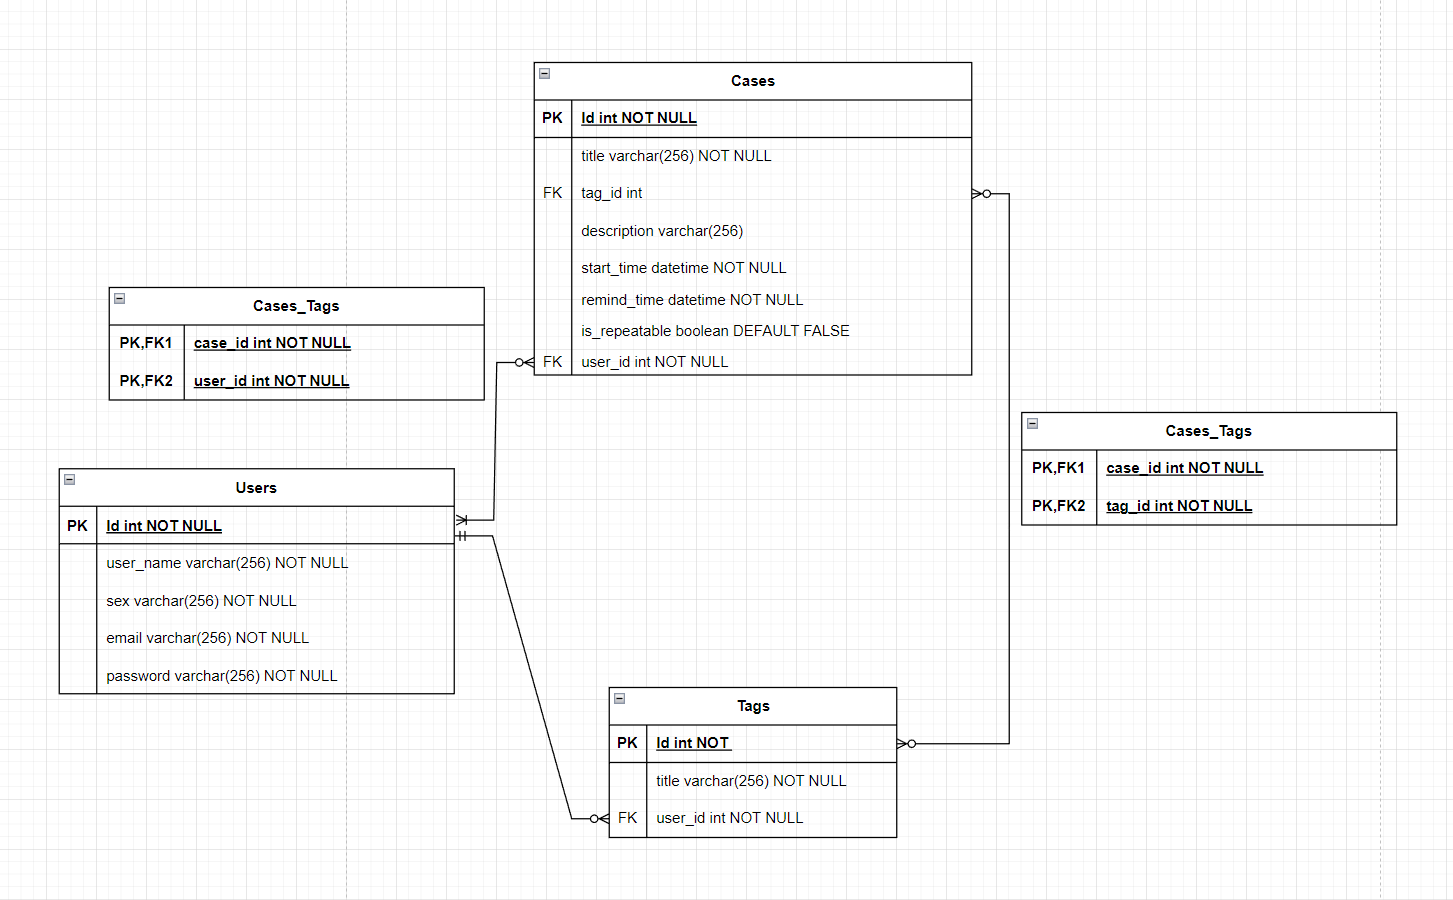 Cases
PK Id int NOT NULL
title varchar(256) NOT NULL
FK tag_id int
description varchar(256)
start_time datetime NOT NULL
remind_time datetime NOT NULL
is_repeatable boolean DEFAULT FALSE
FK user_id int NOT NULL
Cases_Tags
PK,FK1 case_id int NOT NULL
PK,FK2 user_id int NOT NULL
Cases_Tags
PK,FK1 case_id int NOT NULL
PK,FK2 tag_id int NOT NULL
Users
PK Id int NOT NULL
user_name varchar(256) NOT NULL
sex varchar(256) NOT NULL
email varchar(256) NOT NULL
password varchar(256) NOT NULL
Tags
PK Id int NOT
title varchar(256) NOT NULL
FK user_id int NOT NULL